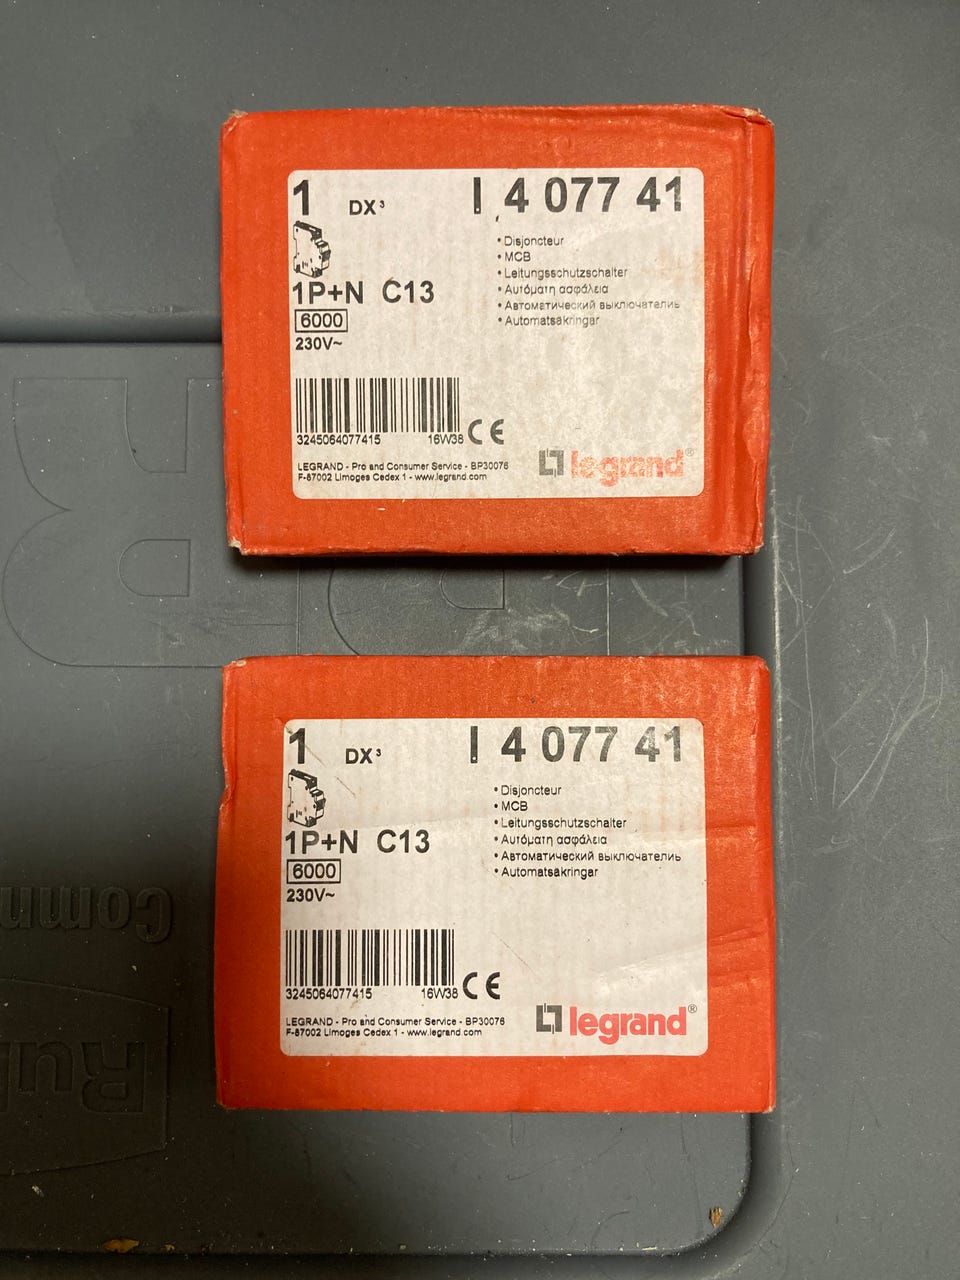 1 DX³ I 4 077 41
• Disjoncteur
• MCB
• Leitungsschutzschalter
• Αυτόματη ασφάλεια
• Автоматический выключатель
• Automatsäkringar
1P+N C13
6000
230V~
3245064077415 16W38 CE
LEGRAND - Pro and Consumer Service - BP30076
F-87002 Limoges Cedex 1 - www.legrand.com
legrand®
1 DX³ I 4 077 41
• Disjoncteur
• MCB
• Leitungsschutzschalter
• Αυτόματη ασφάλεια
• Автоматический выключатель
• Automatsäkringar
1P+N C13
6000
230V~
3245064077415 16W38 CE
LEGRAND - Pro and Consumer Service - BP30076
F-87002 Limoges Cedex 1 - www.legrand.com
legrand®